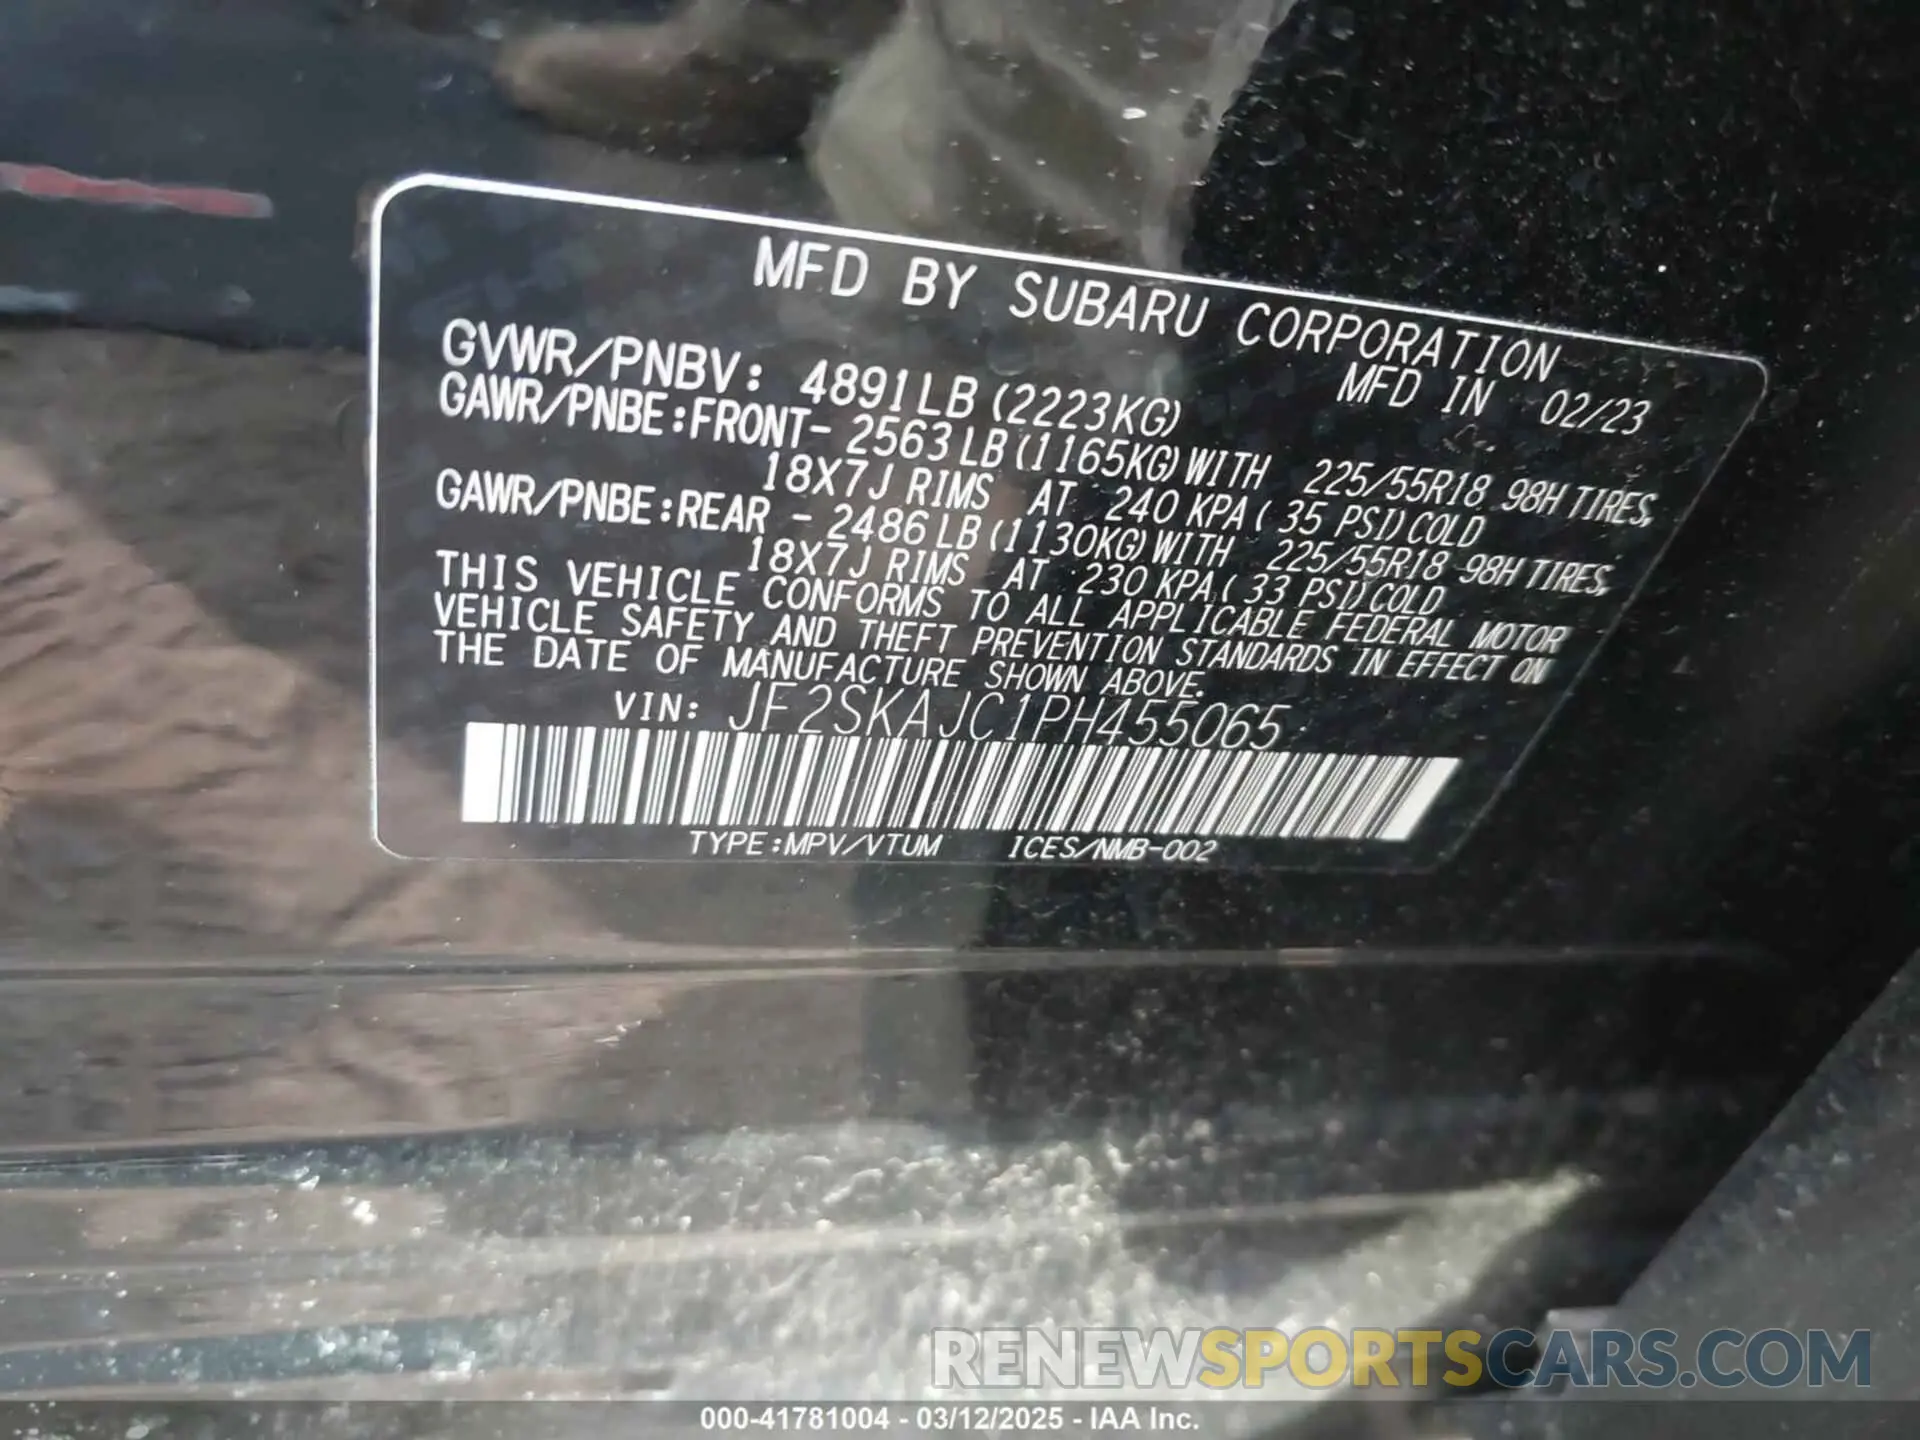 MFD BY SUBARU CORPORATION
GVWR/PNBV: 4891LB (2223KG) MFD IN 02/23
GAWR/PNBE:FRONT- 2563LB (1165KG) WITH 225/55R18 98H TIRES,
18X7J RIMS AT 240 KPA ( 35 PSI) COLD
GAWR/PNBE:REAR - 2486LB (1130KG) WITH 225/55R18 98H TIRES,
18X7J RIMS AT 230 KPA ( 33 PSI) COLD
THIS VEHICLE CONFORMS TO ALL APPLICABLE FEDERAL MOTOR
VEHICLE SAFETY AND THEFT PREVENTION STANDARDS IN EFFECT ON
THE DATE OF MANUFACTURE SHOWN ABOVE.
VIN: JF2SKAJC1PH455065
TYPE:MPV/VTUM ICES/NMB-002
RENEWSPORTSCARS.COM
000-41781004 - 03/12/2025 - IAA Inc.